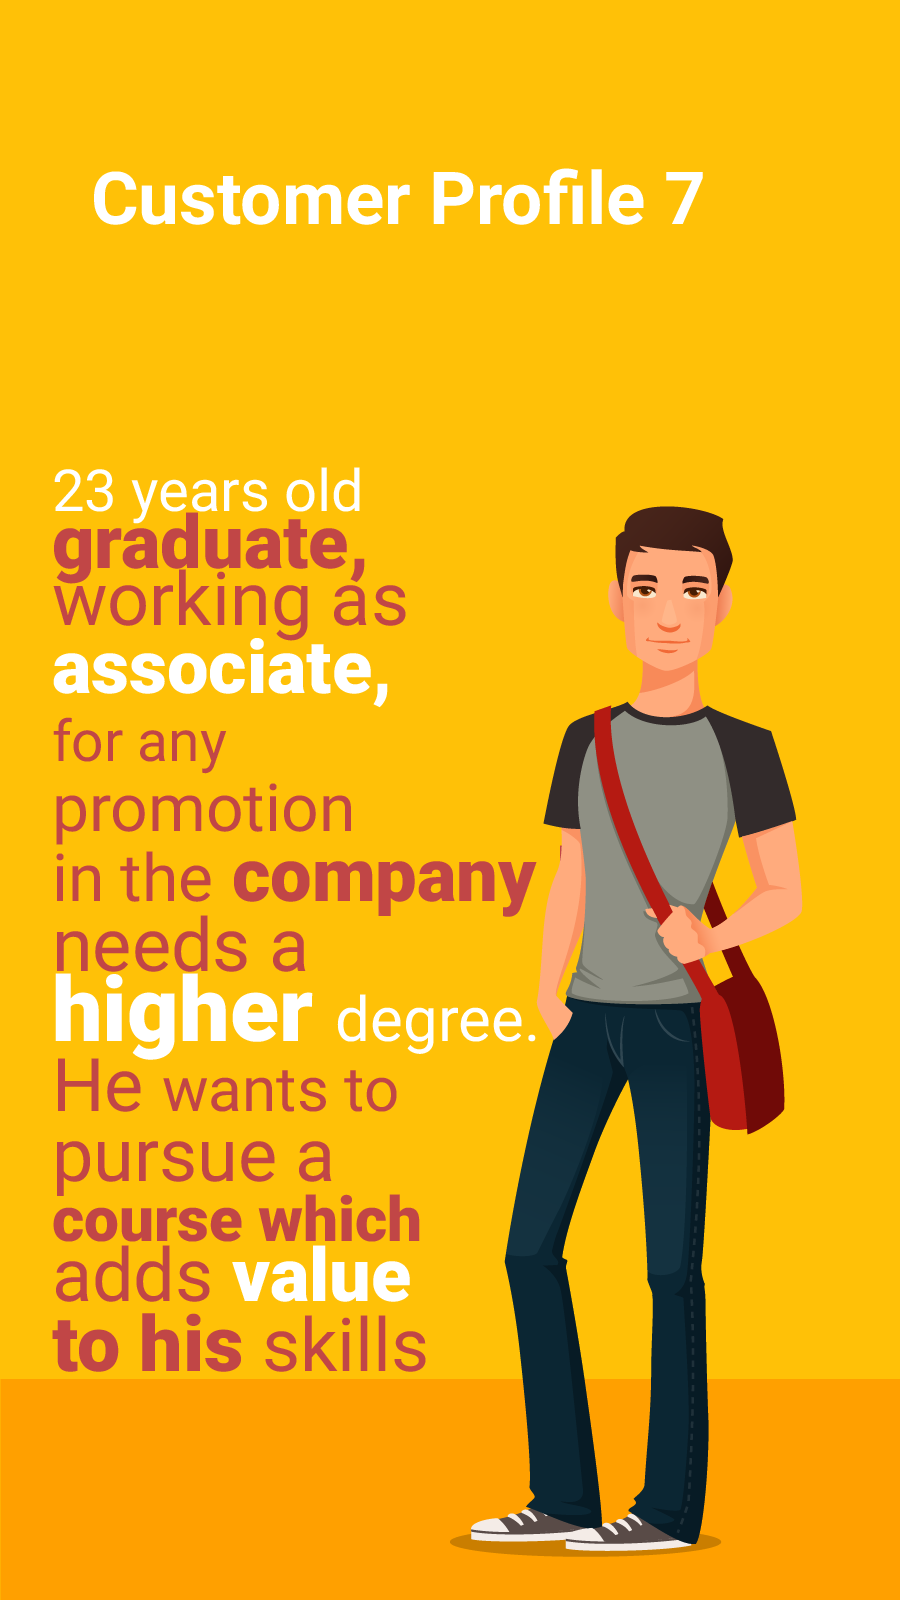 Customer Profile 7
23 years old
graduate,
working as
associate,
for any
promotion
in the company
needs a
higher degree.
He wants to
pursue a
course which
adds value
to his skills